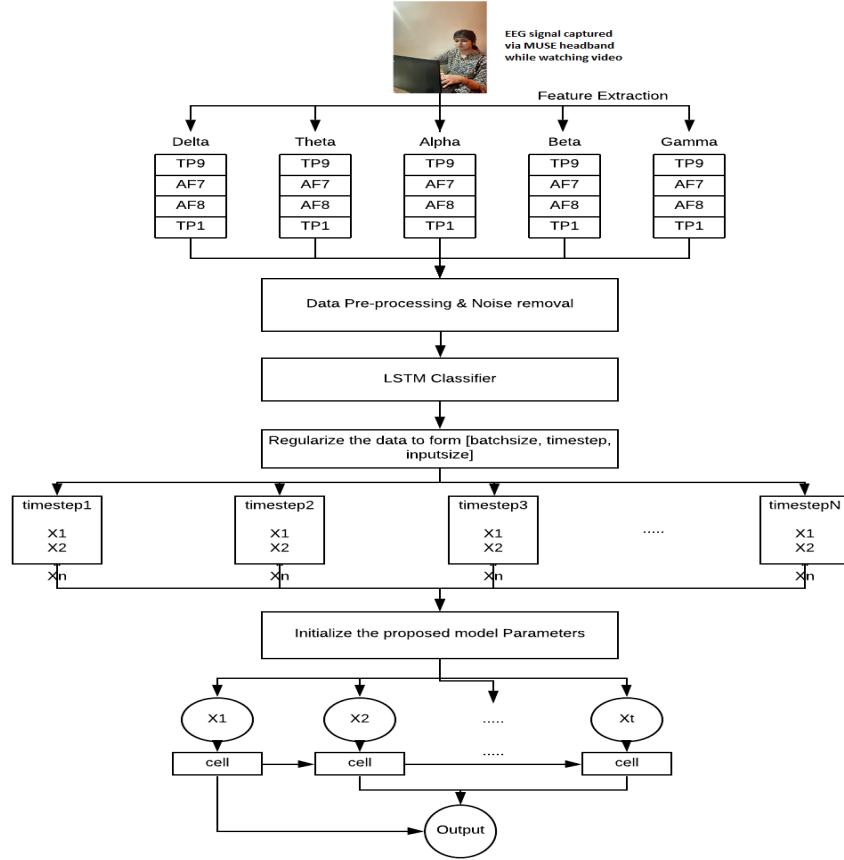 EEG signal captured
via MUSE headband
while watching video
Feature Extraction
Delta
Theta
Alpha
Beta
Gamma
TP9
TP9
TP9
TP9
TP9
AF7
AF7
AF7
AF7
AF7
AF8
AF8
AF8
AF8
AF8
TP1
TP1
TP1
TP1
TP1
Data Pre-processing & Noise removal
LSTM Classifier
Regularize the data to form [batchsize, timestep,
inputsize]
timestep1
X1
X2
Xn
timestep2
X1
X2
Xn
timestep3
X1
X2
Xn
.....
timestepN
X1
X2
Xn
Initialize the proposed model Parameters
X1
X2
.....
Xt
.....
cell
cell
cell
Output